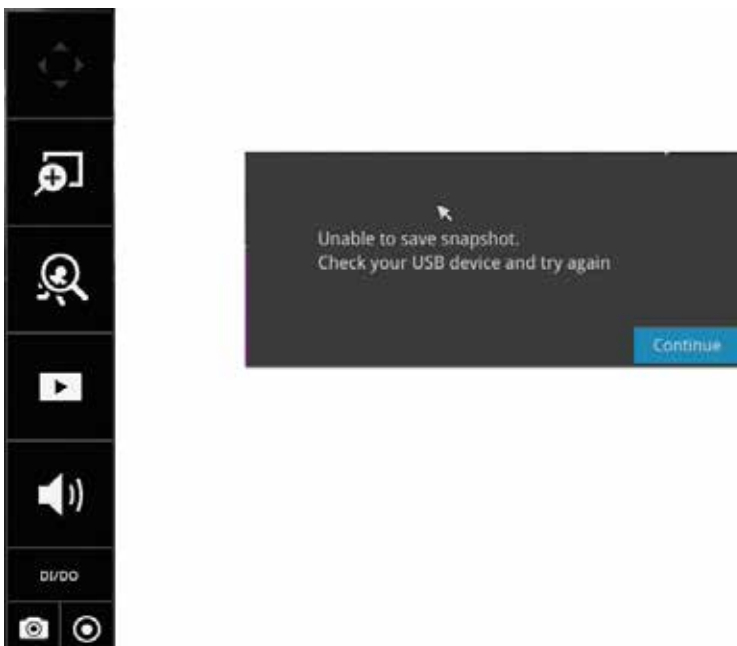 Unable to save snapshot.
Check your USB device and try again
Continue
DI/DO